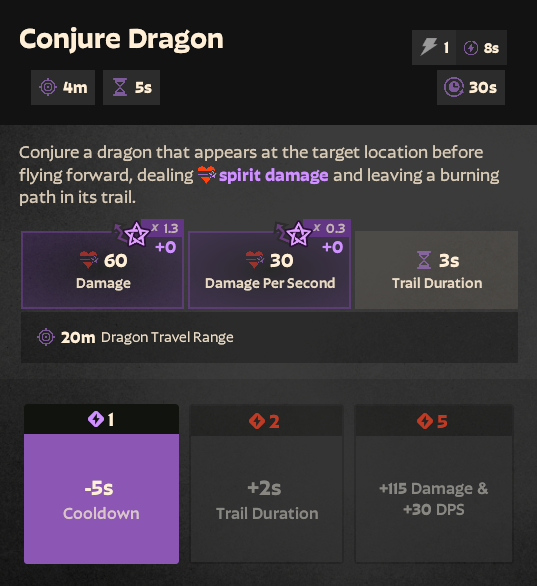 Conjure Dragon
1 8s
4m 5s 30s
Conjure a dragon that appears at the target location before
flying forward, dealing spirit damage and leaving a burning
path in its trail.
x 1.3
+0
60
Damage
x 0.3
+0
30
Damage Per Second
3s
Trail Duration
20m Dragon Travel Range
1
-5s
Cooldown
2
+2s
Trail Duration
5
+115 Damage &
+30 DPS